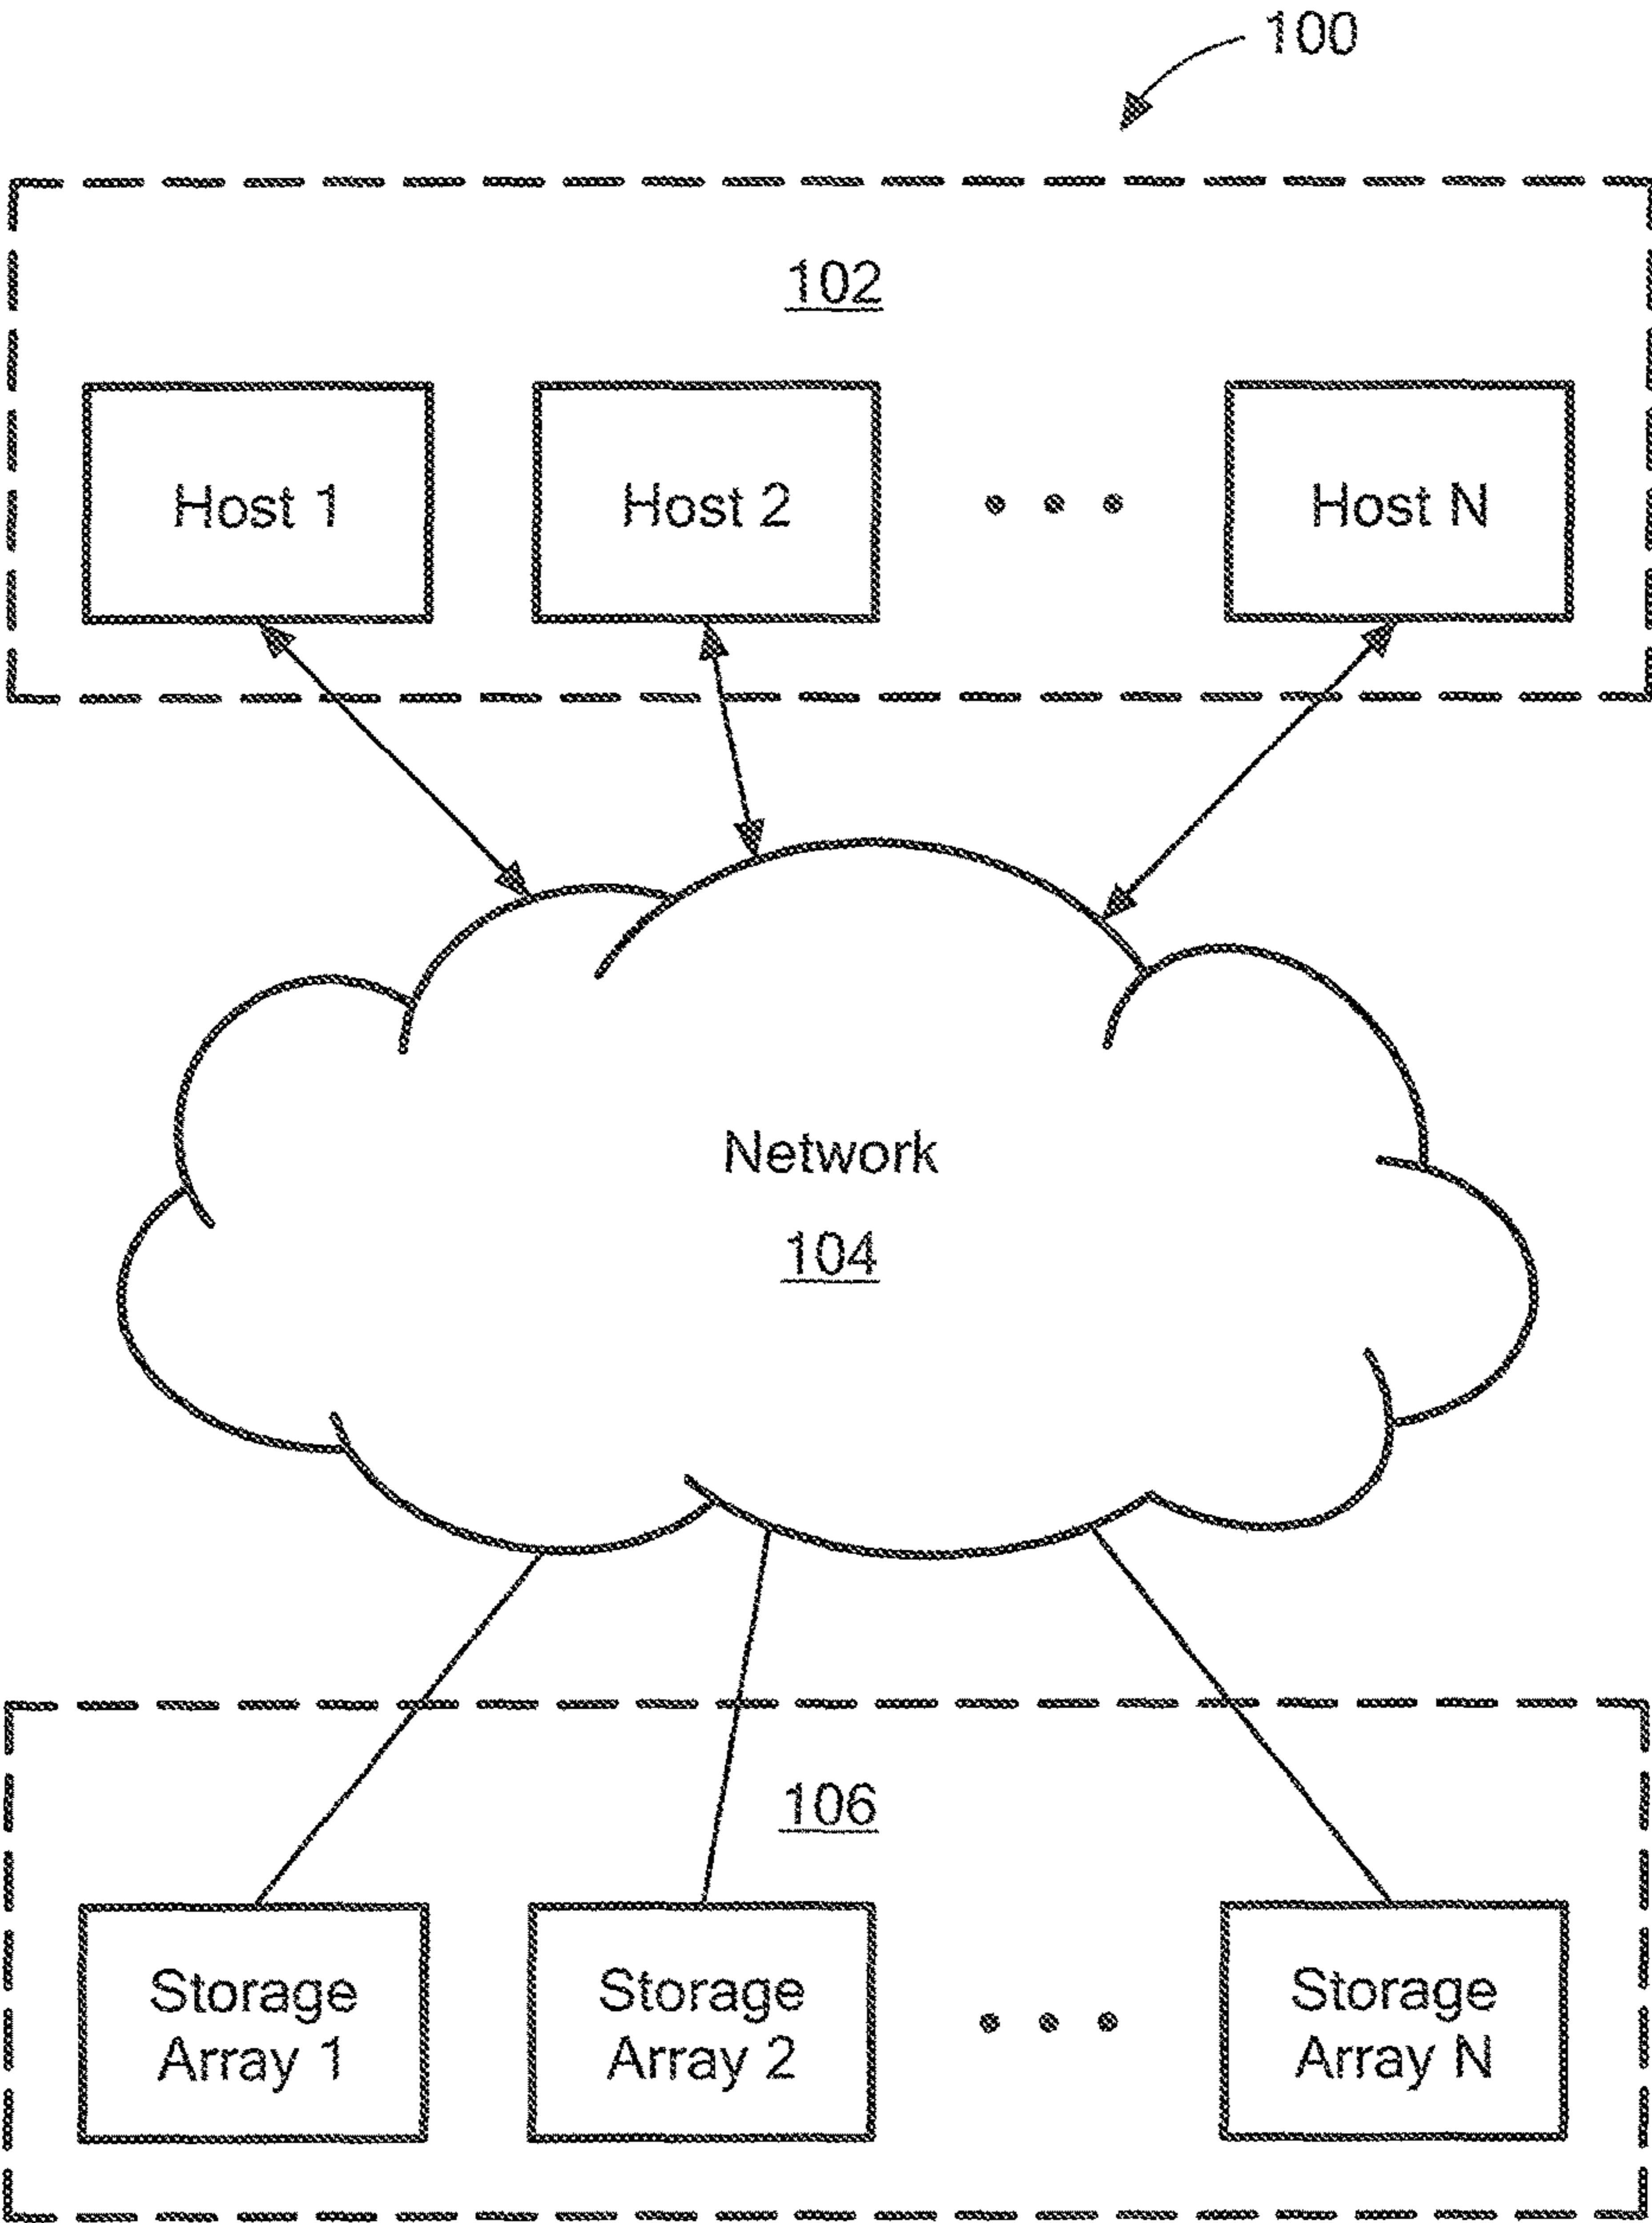 100
102
Host 1
Host 2
Host N
Network
104
106
Storage
Array 1
Storage
Array 2
Storage
Array N